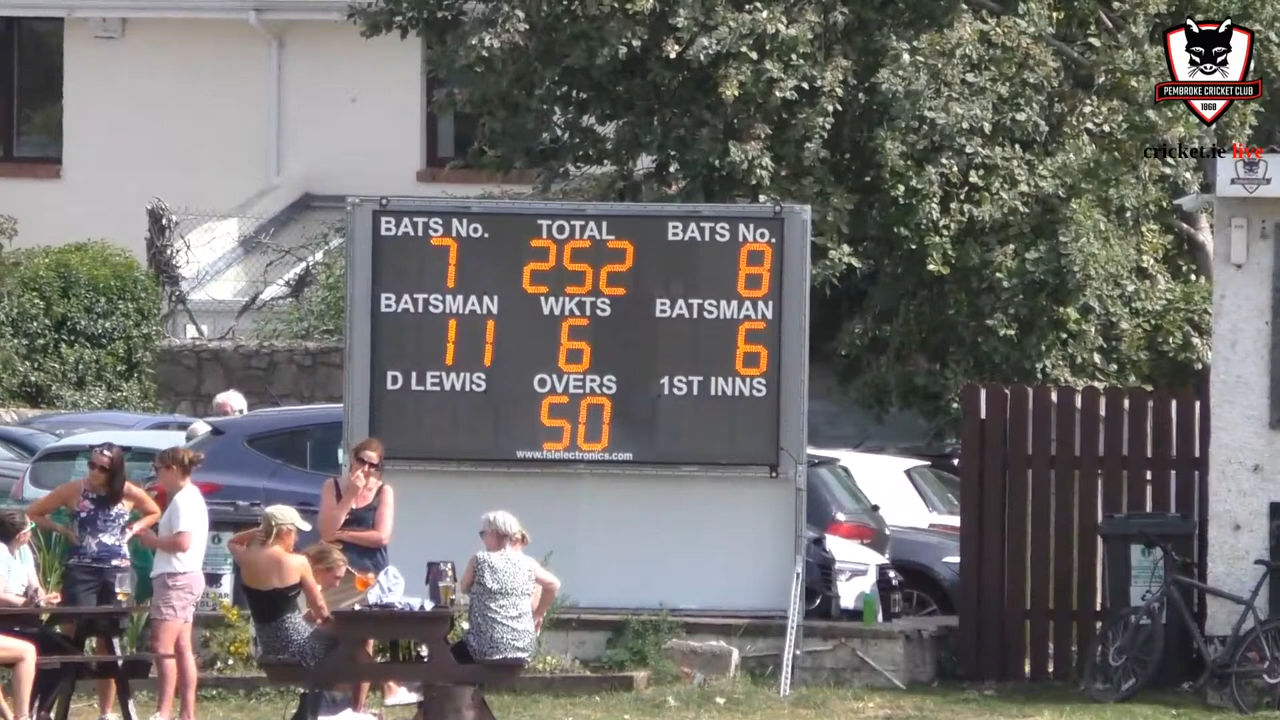 PEMBROKE CRICKET CLUB
1868
cricket.ie live
BATS No. TOTAL BATS No.
7 252 8
BATSMAN WKTS BATSMAN
11 6 6
D LEWIS OVERS 1ST INNS
50
www.fslelectronics.com